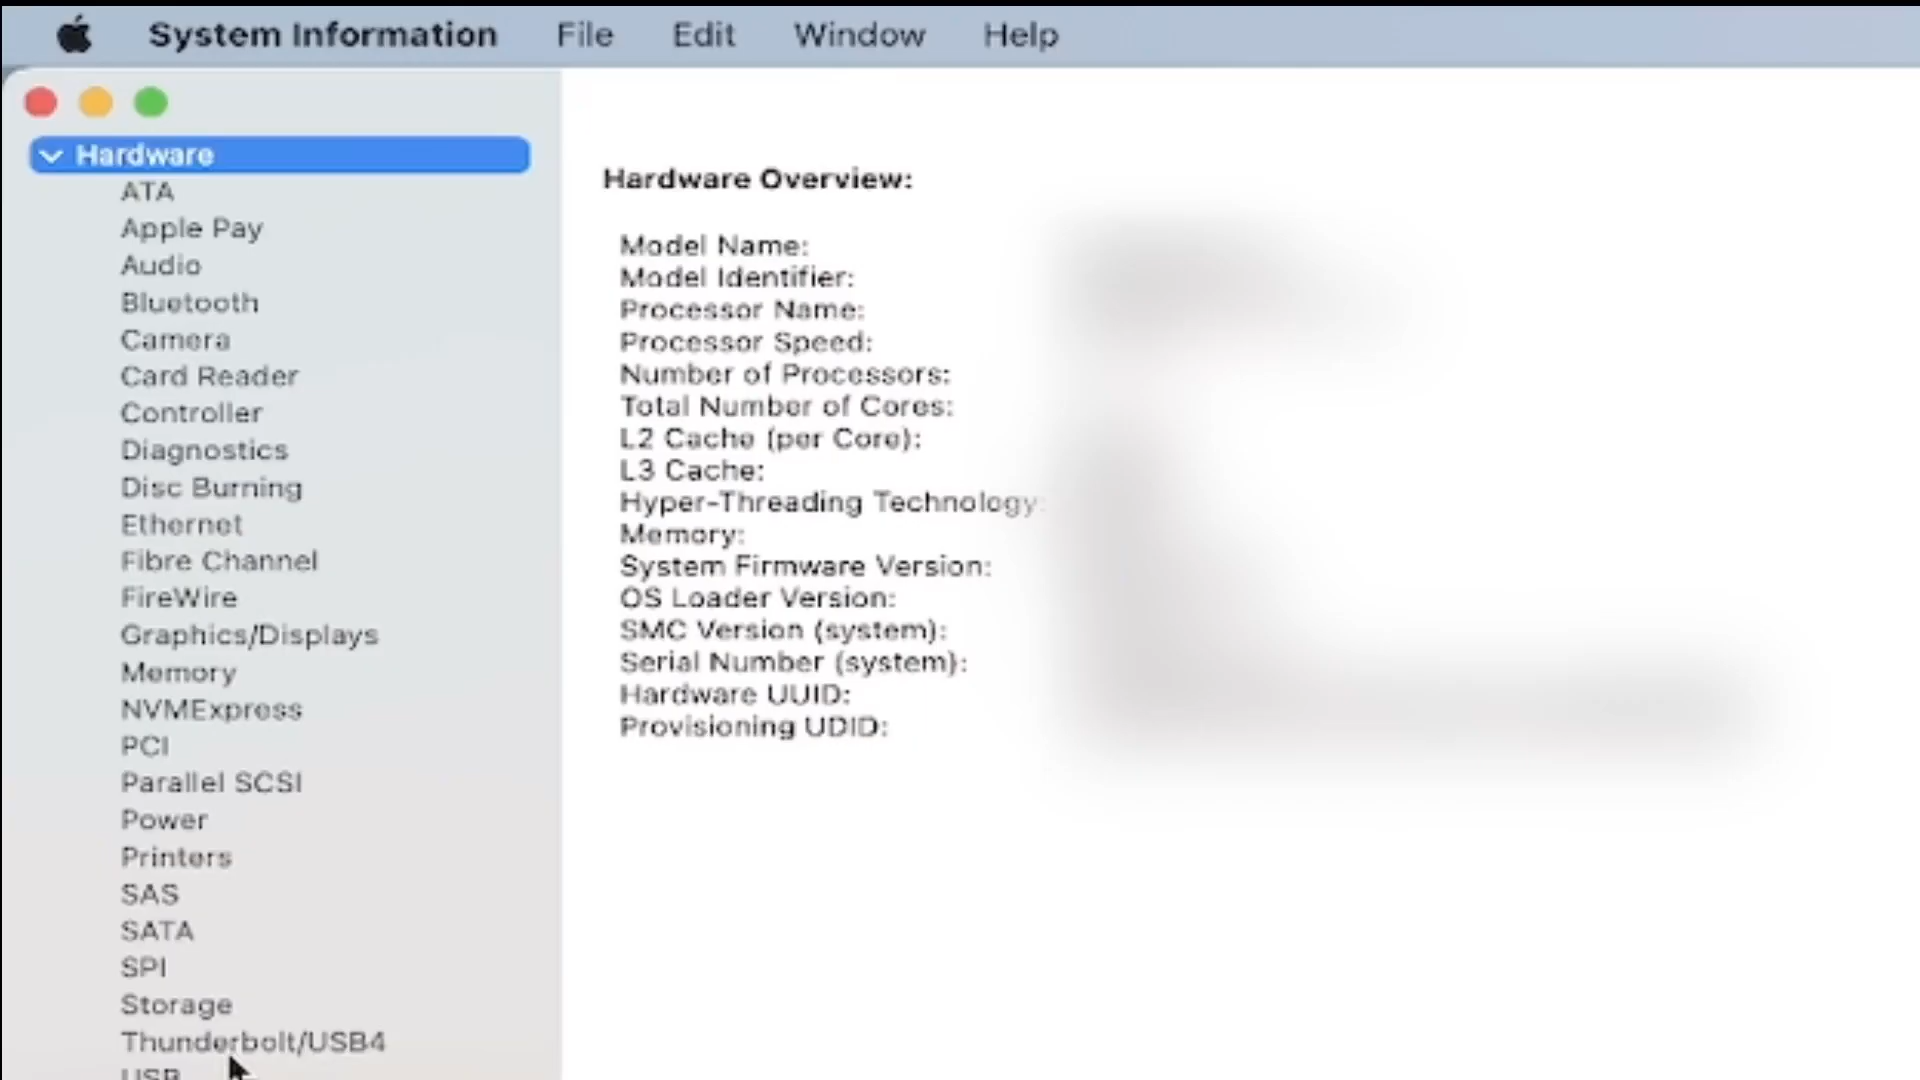 System Information File Edit Window Help
Hardware
ATA
Apple Pay
Audio
Bluetooth
Camera
Card Reader
Controller
Diagnostics
Disc Burning
Ethernet
Fibre Channel
FireWire
Graphics/Displays
Memory
NVMExpress
PCI
Parallel SCSI
Power
Printers
SAS
SATA
SPI
Storage
Thunderbolt/USB4
USB
Hardware Overview:
Model Name:
Model Identifier:
Processor Name:
Processor Speed:
Number of Processors:
Total Number of Cores:
L2 Cache (per Core):
L3 Cache:
Hyper-Threading Technology:
Memory:
System Firmware Version:
OS Loader Version:
SMC Version (system):
Serial Number (system):
Hardware UUID:
Provisioning UDID: